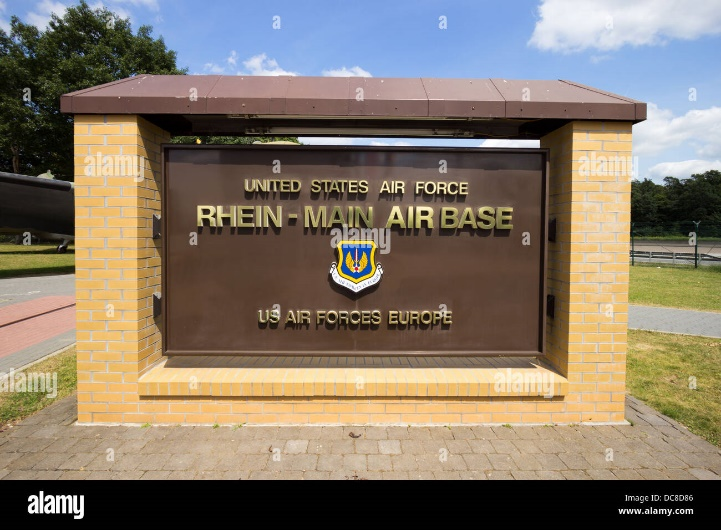 UNITED STATES AIR FORCE
RHEIN - MAIN AIR BASE
US AIR FORCES EUROPE
alamy
alamy
Image ID: DC8D86
www.alamy.com